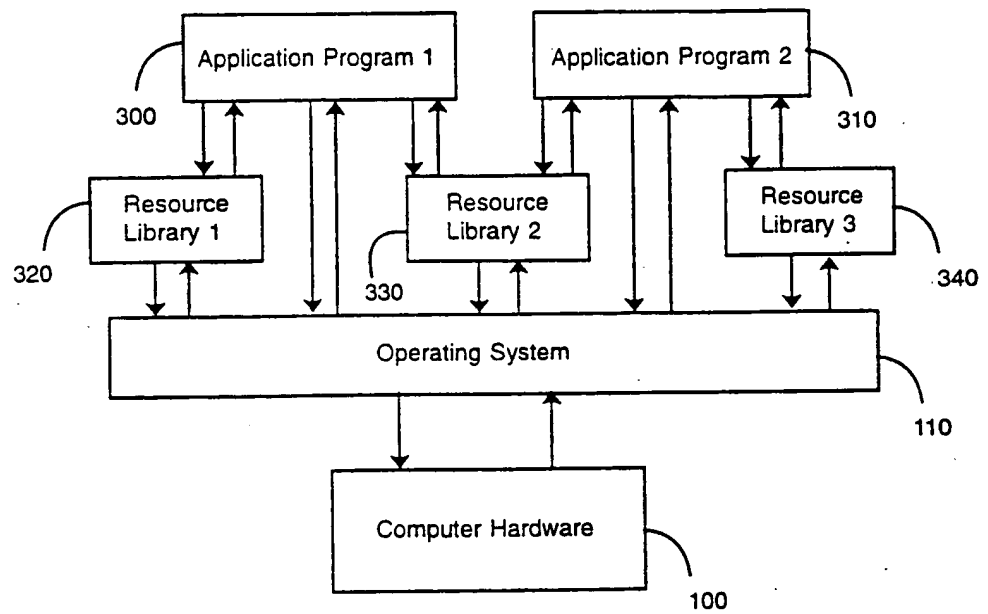 Application Program 1
Application Program 2
300
310
Resource
Library 1
Resource
Library 2
Resource
Library 3
320
330
340
Operating System
110
Computer Hardware
100